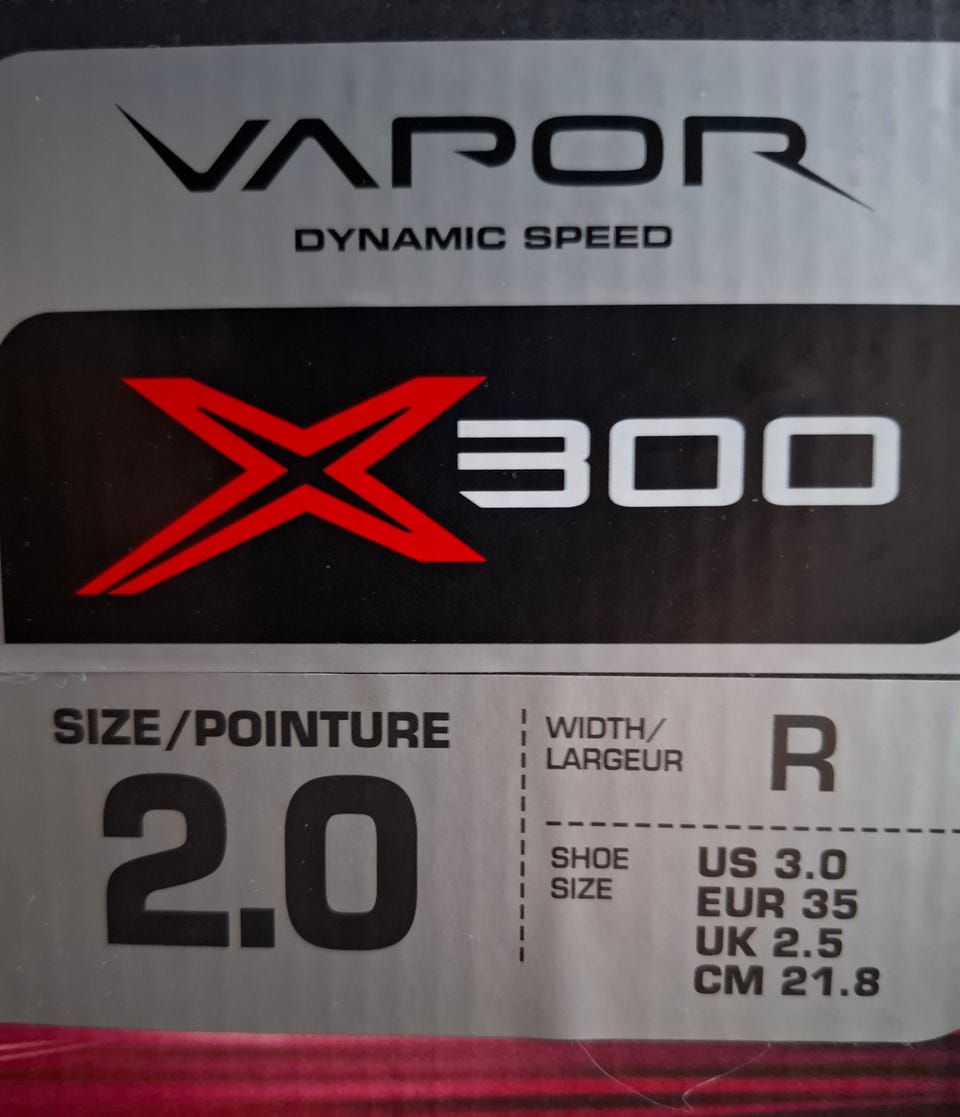 VAPOR
DYNAMIC SPEED
X300
SIZE/POINTURE
2.0
WIDTH/
LARGEUR
R
SHOE
SIZE
US 3.0
EUR 35
UK 2.5
CM 21.8